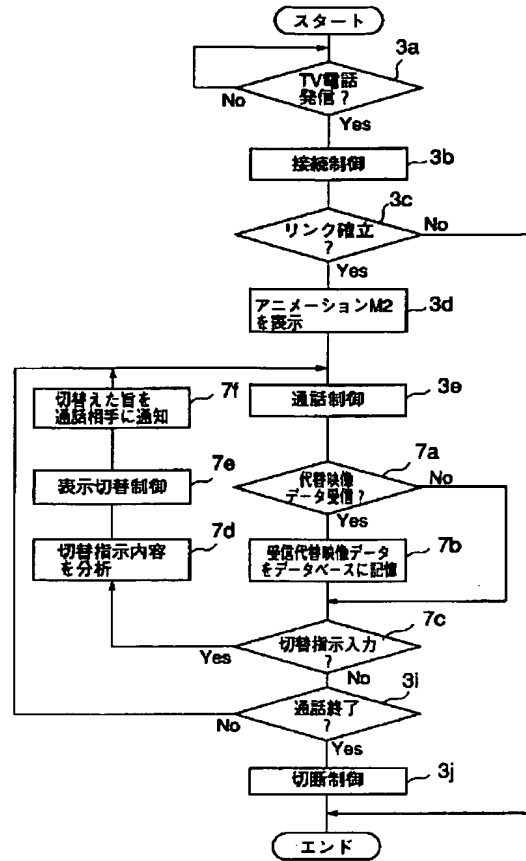 スタート
3a
TV電話
発信?
No
Yes
接続制御
3b
3c
リンク確立
?
No
Yes
アニメーションM2
を表示
3d
切替えた旨を
通話相手に通知
7f
通話制御
3e
表示切替制御
7e
7a
代替映像
データ受信?
No
Yes
切替指示内容
を分析
7d
受信代替映像データ
をデータベースに記憶
7b
7c
切替指示入力
?
Yes
No
3i
通話終了
?
No
Yes
切断制御
3j
エンド